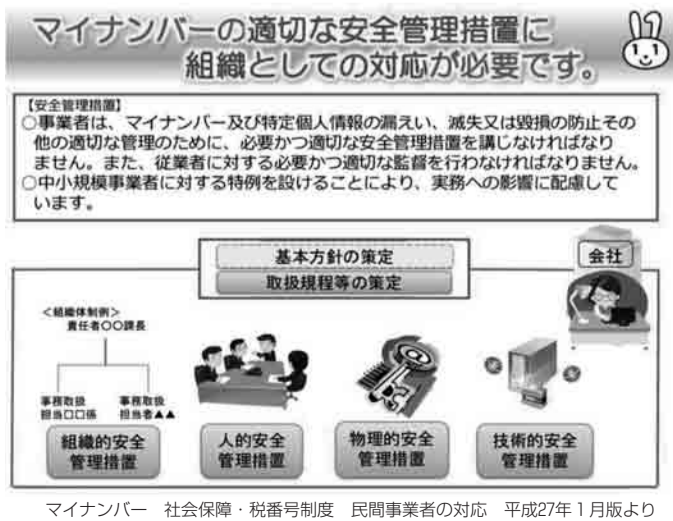 マイナンバーの適切な安全管理措置に
組織としての対応が必要です。
【安全管理措置】
○事業者は、マイナンバー及び特定個人情報の漏えい、滅失又は毀損の防止その
他の適切な管理のために、必要かつ適切な安全管理措置を講じなければなり
ません。また、従業者に対する必要かつ適切な監督を行わなければなりません。
○中小規模事業者に対する特例を設けることにより、実務への影響に配慮して
います。
基本方針の策定
取扱規程等の策定
会社
<組織体制例>
責任者○○課長
事務取扱
担当□□係
事務取扱
担当者▲▲
組織的安全
管理措置
人的安全
管理措置
物理的安全
管理措置
技術的安全
管理措置
マイナンバー 社会保障・税番号制度 民間事業者の対応 平成27年1月版より